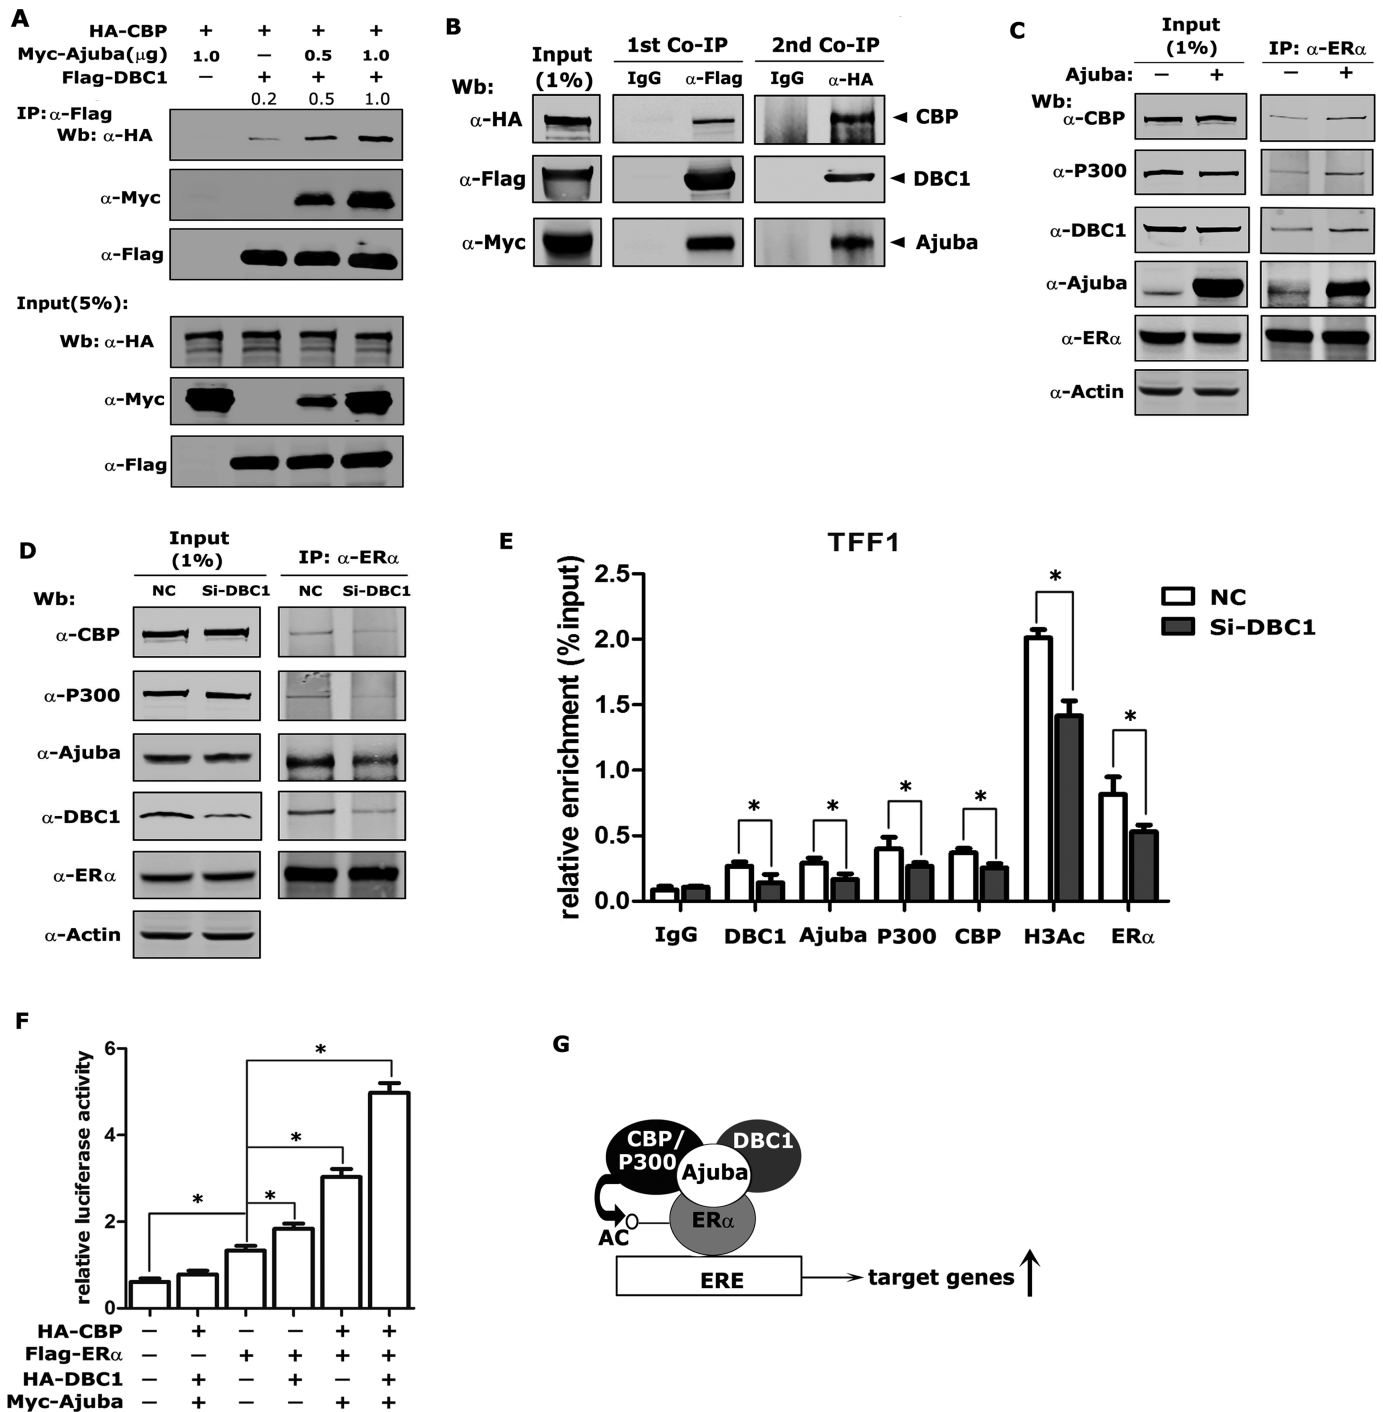 A
HA-CBP + + + +
Myc-Ajuba(μg) 1.0 — 0.5 1.0
Flag-DBC1 — + + +
0.2 0.5 1.0
IP: α-Flag
Wb: α-HA
α-Myc
α-Flag
Input(5%):
Wb: α-HA
α-Myc
α-Flag
B
Input (1%)
1st Co-IP 2nd Co-IP
Wb: IgG α-Flag IgG α-HA
α-HA CBP
α-Flag DBC1
α-Myc Ajuba
C
Input (1%) IP: α-ERα
Ajuba: — + — +
Wb:
α-CBP
α-P300
α-DBC1
α-Ajuba
α-ERα
α-Actin
D
Input (1%) IP: α-ERα
Wb: NC Si-DBC1 NC Si-DBC1
α-CBP
α-P300
α-Ajuba
α-DBC1
α-ERα
α-Actin
E
TFF1
relative enrichment (%input)
2.5
2.0
1.5
1.0
0.5
0.0
* * * * * *
NC
Si-DBC1
IgG DBC1 Ajuba P300 CBP H3Ac ERα
F
relative luciferase activity
6
4
2
0
* * * *
HA-CBP — + — — + +
Flag-ERα — — + + + +
HA-DBC1 — + — + — +
Myc-Ajuba — + — — + +
G
CBP/
P300
DBC1
Ajuba
ERα
AC
ERE
target genes